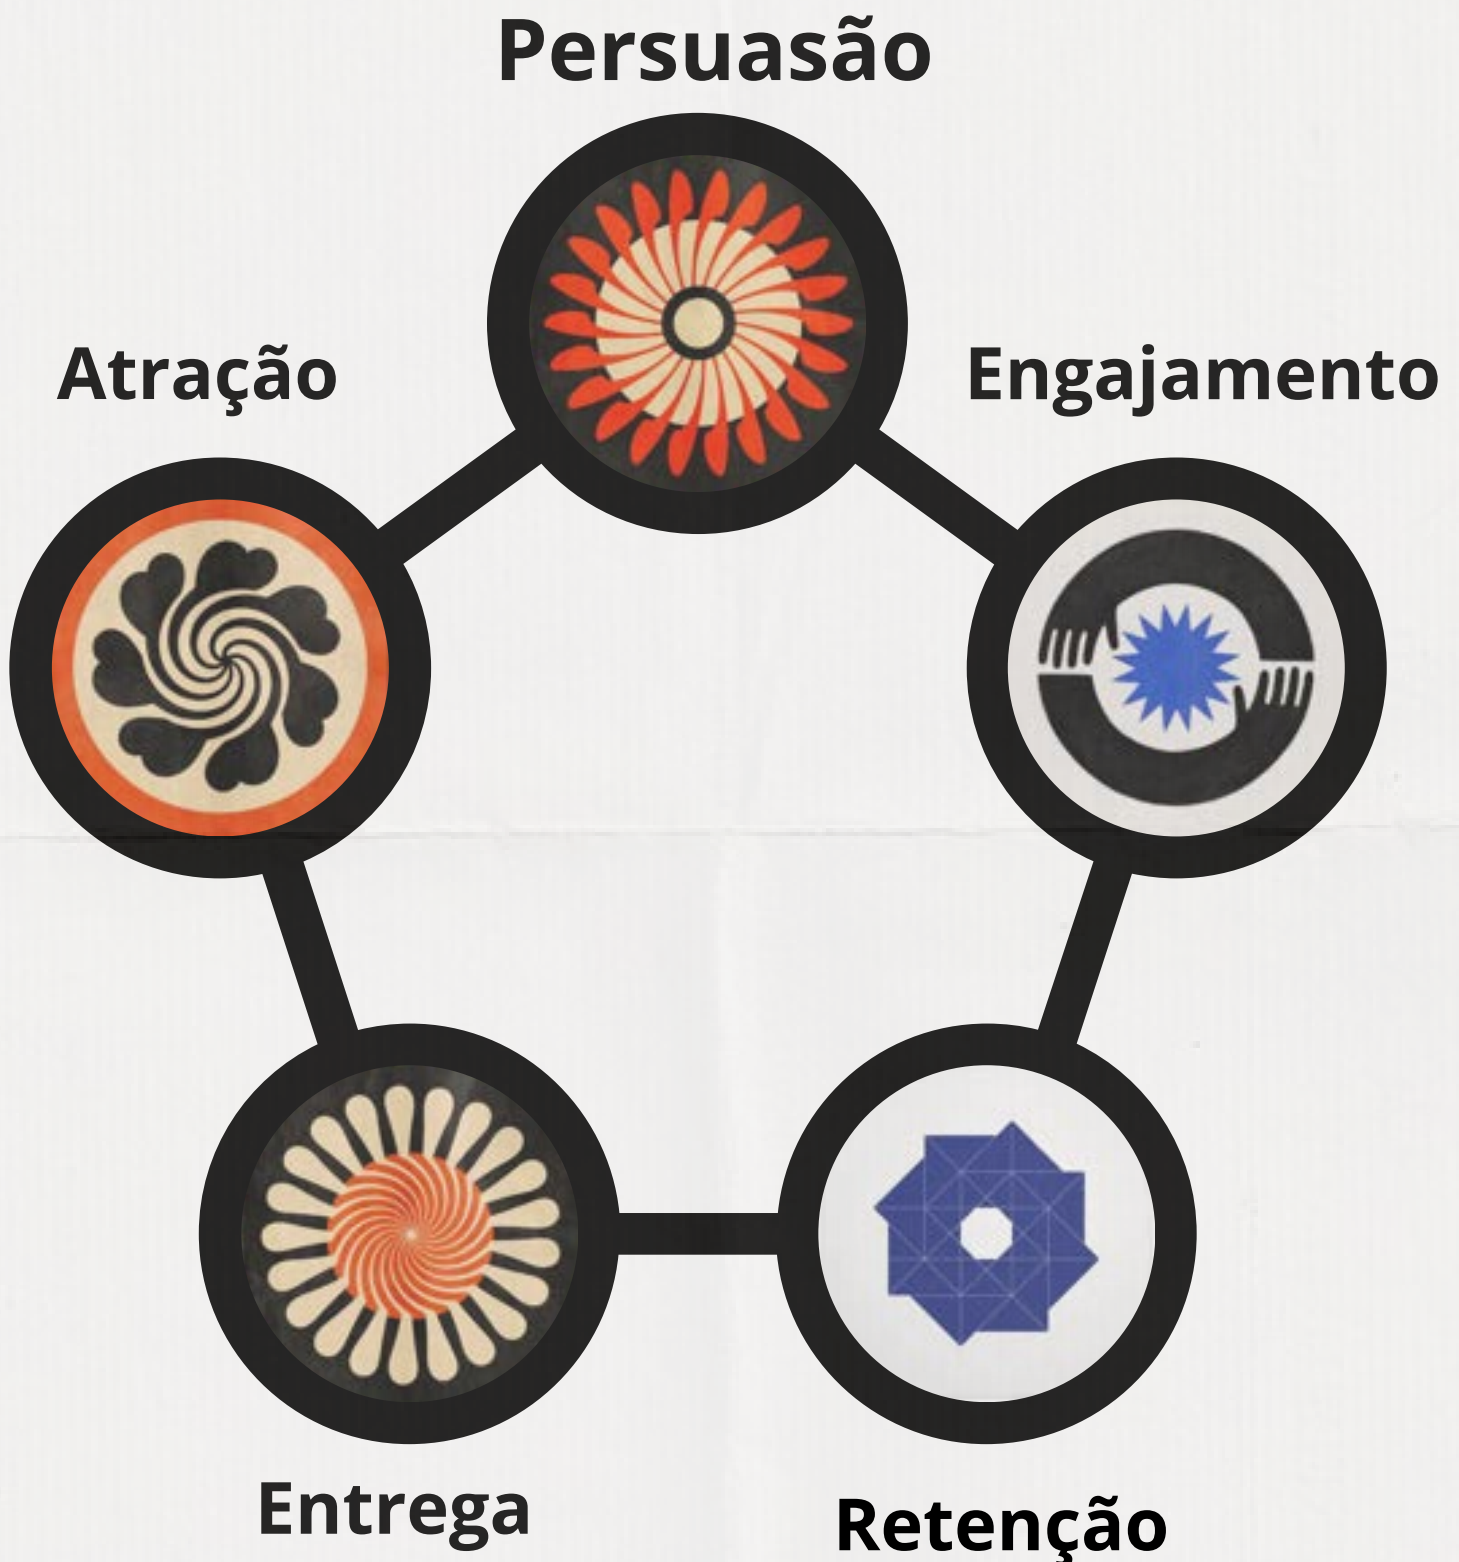 Persuasão
Atração
Engajamento
Entrega
Retenção